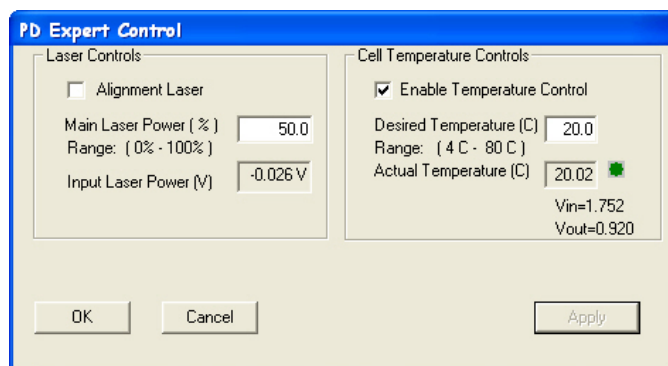 PD Expert Control
Laser Controls
Alignment Laser
Main Laser Power ( % ) 50.0
Range: ( 0% - 100% )
Input Laser Power (V) -0.026 V
Cell Temperature Controls
Enable Temperature Control
Desired Temperature (C) 20.0
Range: ( 4 C - 80 C )
Actual Temperature (C) 20.02
Vin=1.752
Vout=0.920
OK Cancel Apply